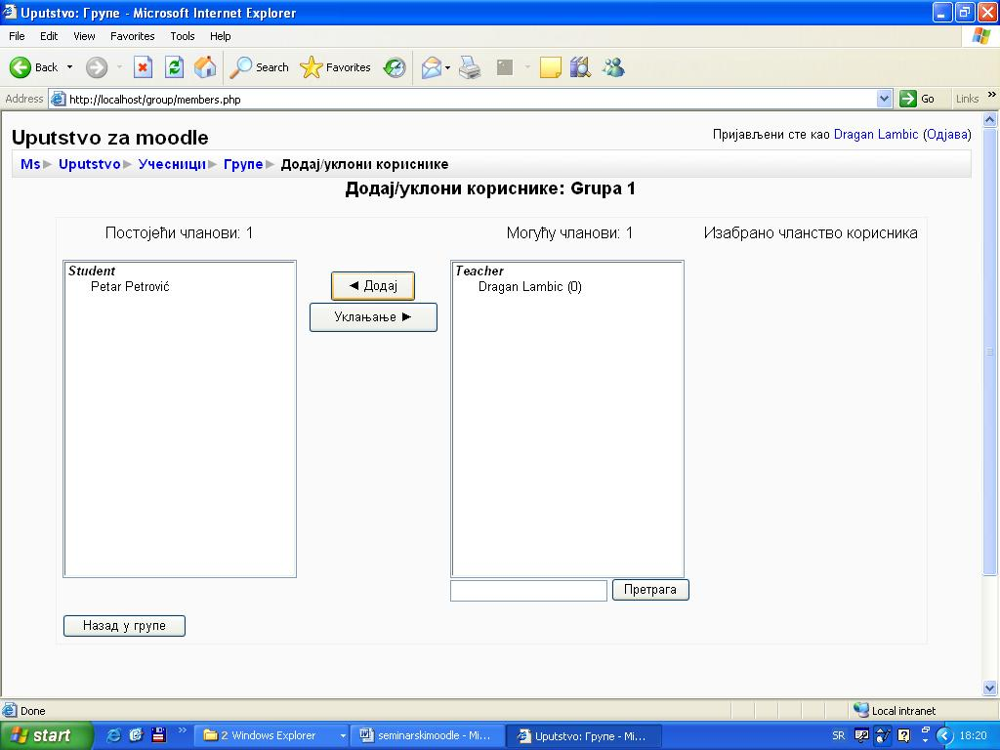 Uputstvo: Групе - Microsoft Internet Explorer
File Edit View Favorites Tools Help
Back Search Favorites
Address http://localhost/group/members.php Go Links »
Uputstvo za moodle
Пријављени сте као Dragan Lambic (Одјава)
Ms ► Uputstvo ► Учесници ► Групе ► Додај/уклони кориснике
Додај/уклони кориснике: Grupa 1
Постојећи чланови: 1
Могућу чланови: 1
Изабрано чланство корисника
Student
Petar Petrović
◄ Додај
Уклањање ►
Teacher
Dragan Lambic (0)
Претрага
Назад у групе
Done
Local intranet
start » 2 Windows Explorer seminarskimoodle - Mi... Uputstvo: Групе - Mi... SR 18:20